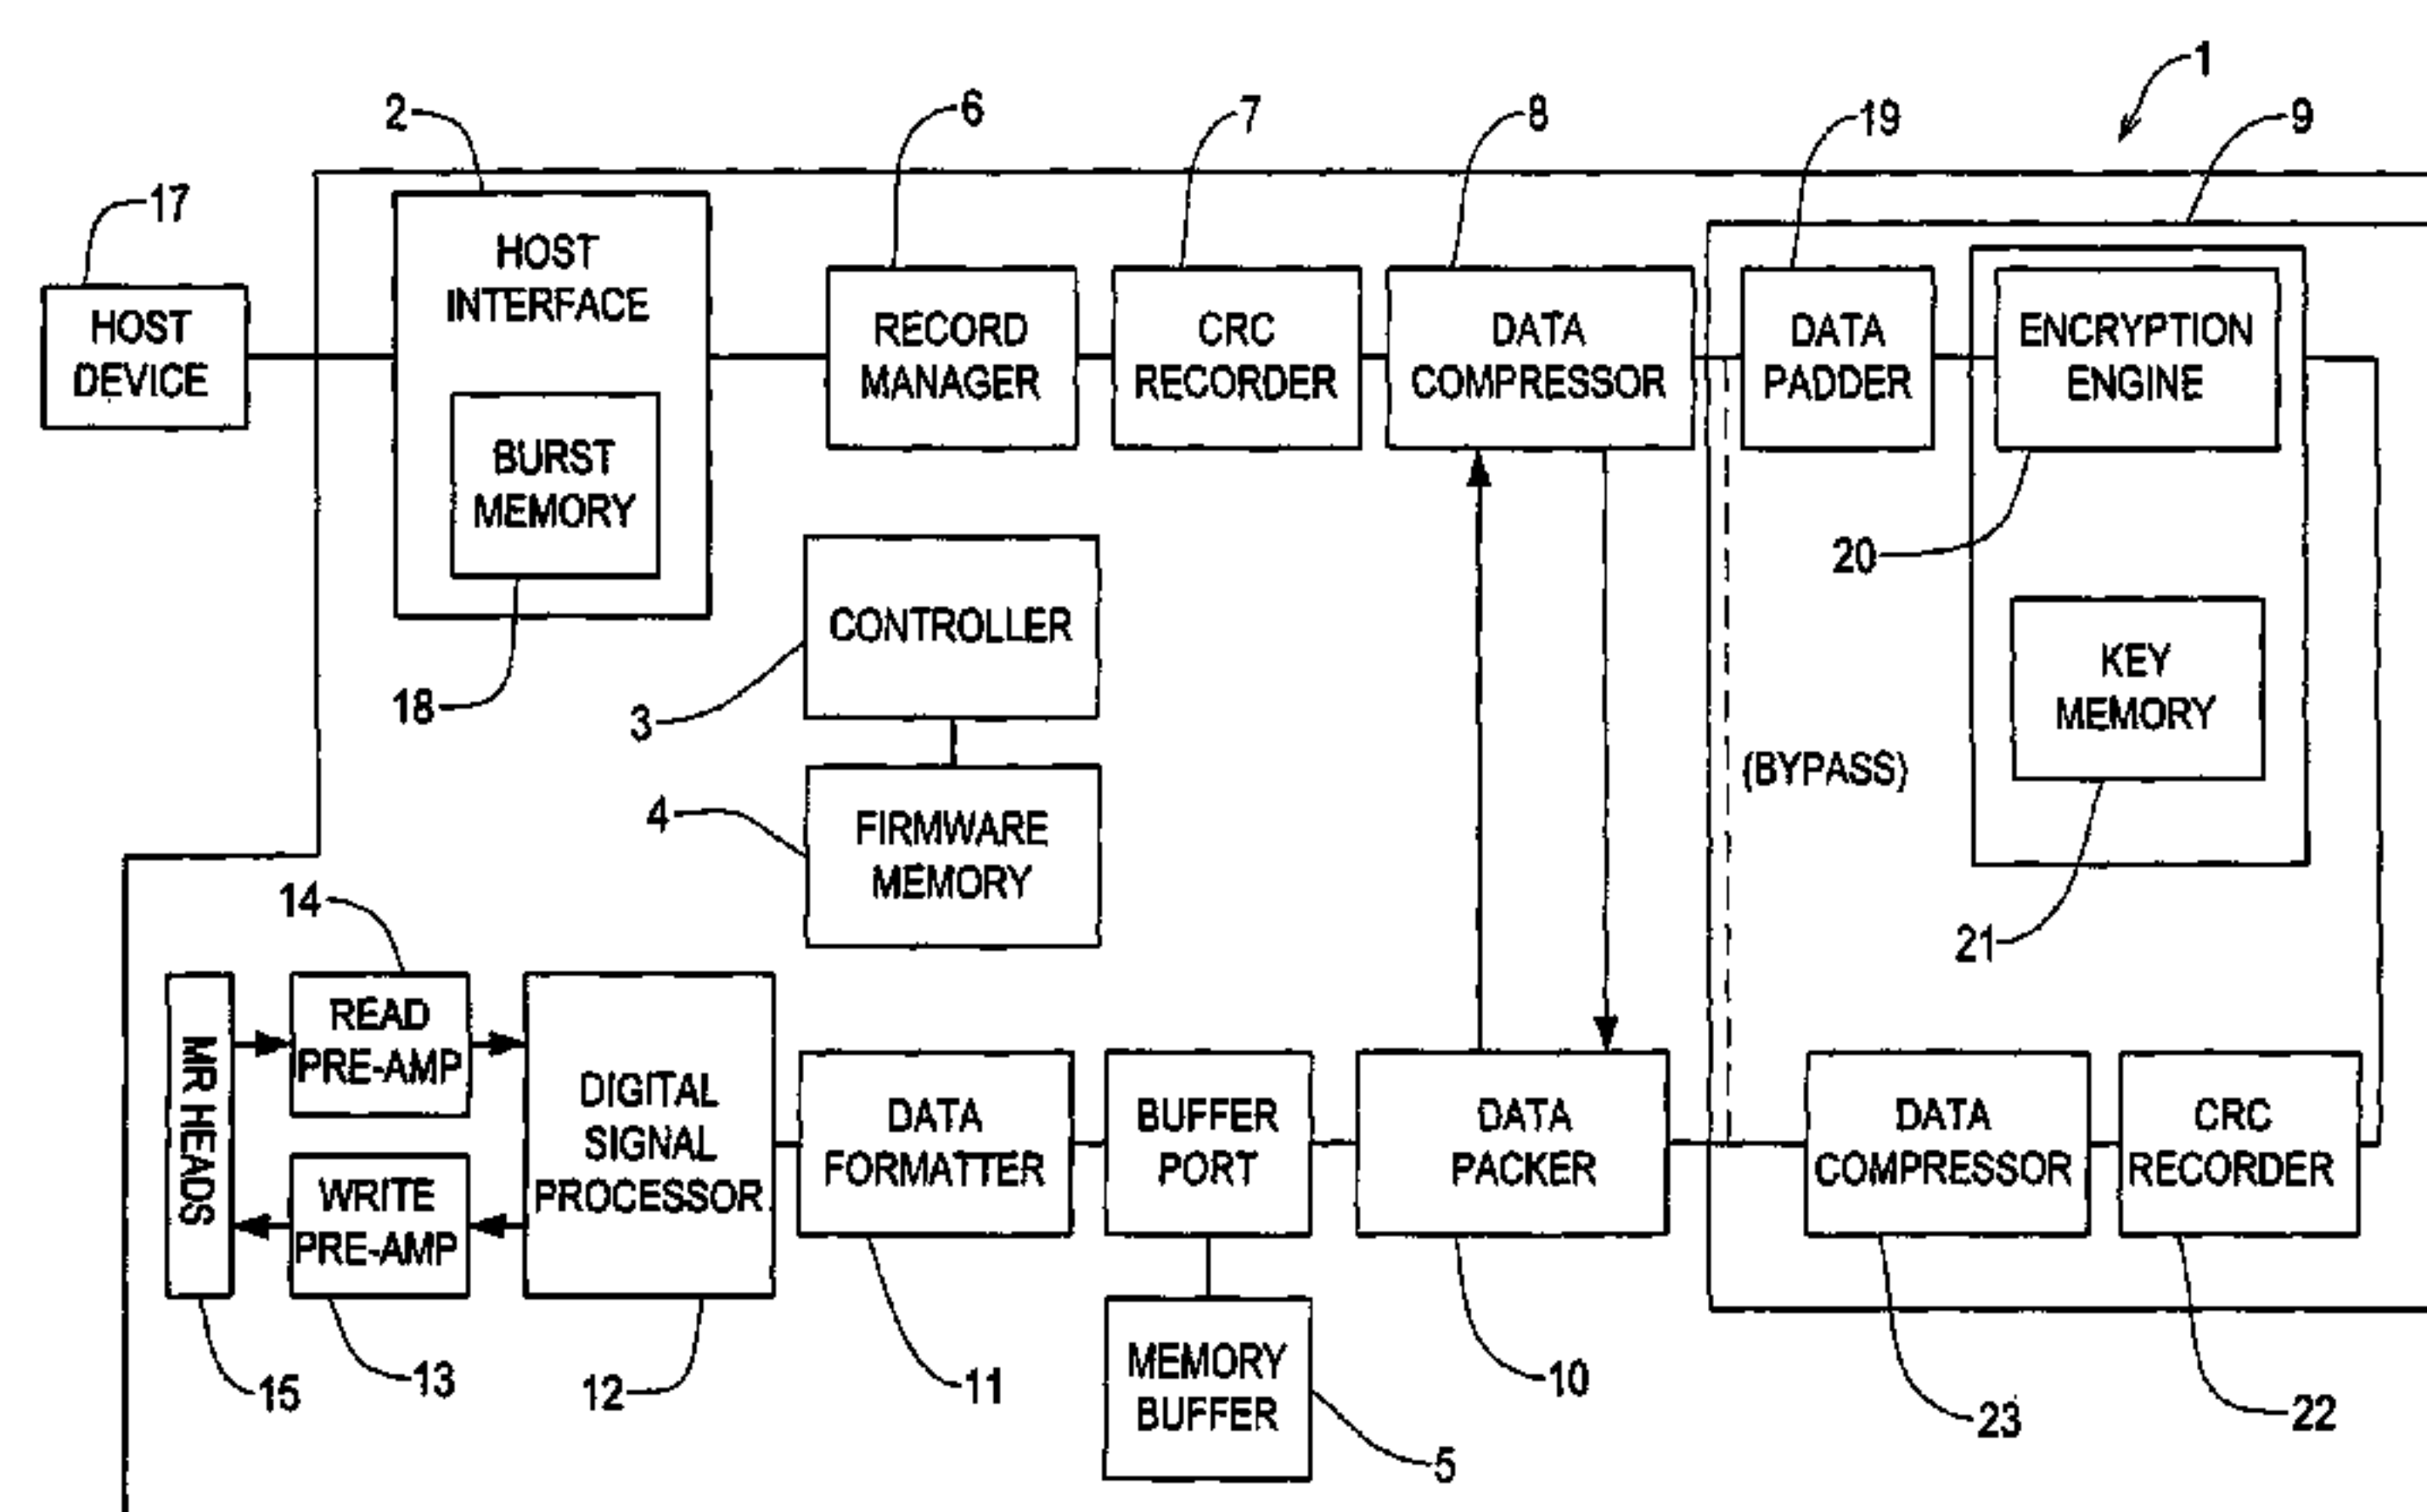 1
2
6
7
8
19
9
17
HOST
DEVICE
HOST
INTERFACE
BURST
MEMORY
18
RECORD
MANAGER
CRC
RECORDER
DATA
COMPRESSOR
DATA
PADDER
ENCRYPTION
ENGINE
20
KEY
MEMORY
21
(BYPASS)
CONTROLLER
3
FIRMWARE
MEMORY
4
14
MR HEADS
READ
PRE-AMP
WRITE
PRE-AMP
DIGITAL
SIGNAL
PROCESSOR
DATA
FORMATTER
BUFFER
PORT
DATA
PACKER
DATA
COMPRESSOR
CRC
RECORDER
MEMORY
BUFFER
15
13
12
11
5
10
23
22